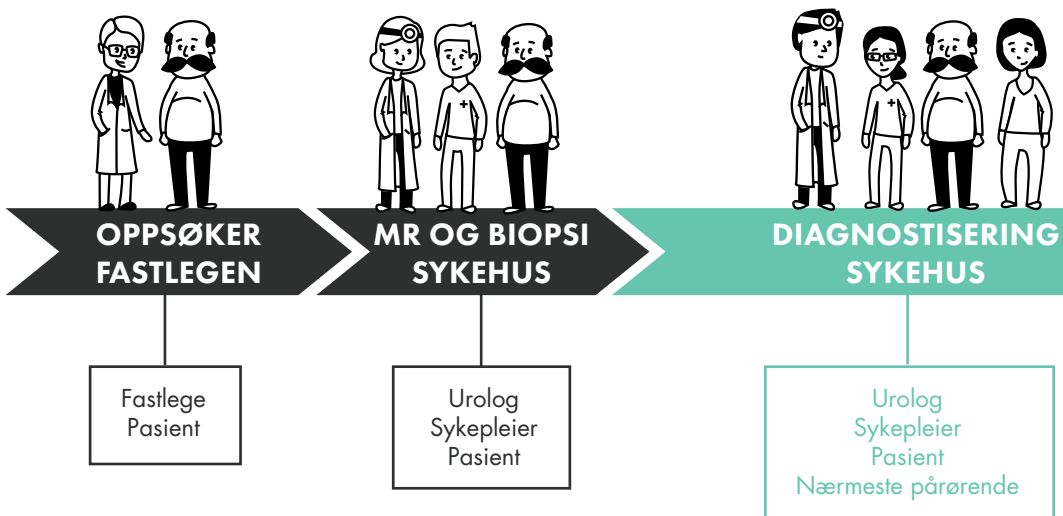 OPPSØKER
FASTLEGEN
MR OG BIOPSI
SYKEHUS
DIAGNOSTISERING
SYKEHUS
Fastlege
Pasient
Urolog
Sykepleier
Pasient
Urolog
Sykepleier
Pasient
Nærmeste pårørende